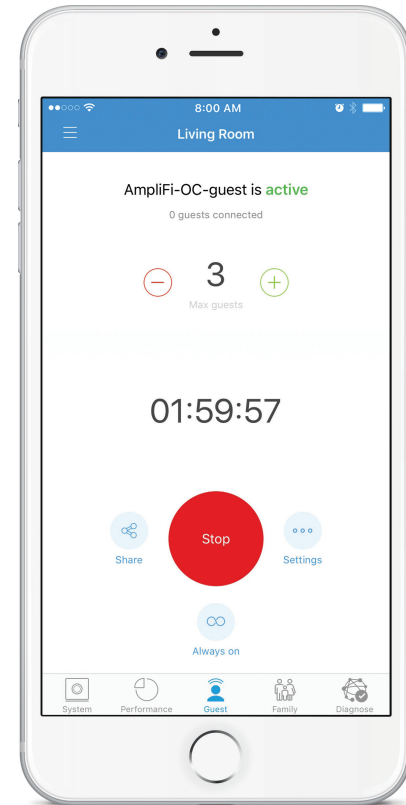 8:00 AM
Living Room
AmpliFi-OC-guest is active
0 guests connected
3
Max guests
01:59:57
Stop
Share
Settings
Always on
System Performance Guest Family Diagnose